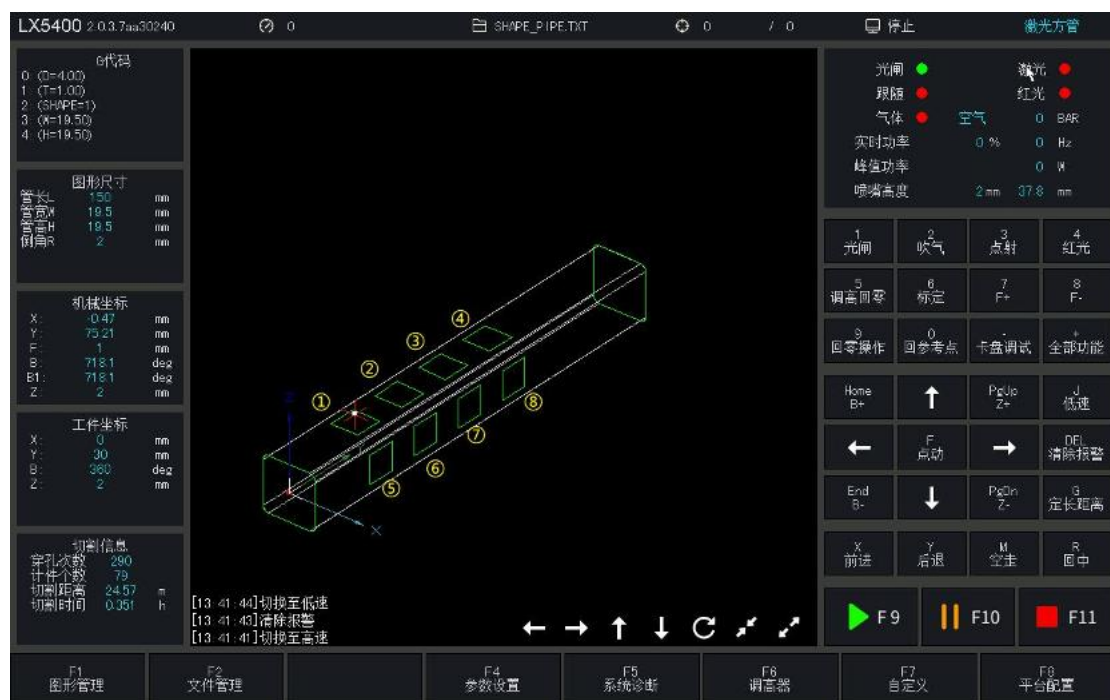 LX5400 2.0.3.7aa30240 0 SHAPE_PIPE.TXT 0 / 0 停止 激光方管
G代码
0 (D=4.00)
1 (T=1.00)
2 (SHAPE=1)
3 (W=19.50)
4 (H=19.50)
图形尺寸
管长L 150 mm
管宽W 19.5 mm
管高H 19.5 mm
倒角R 2 mm
机械坐标
X: -0.47 mm
Y: 75.21 mm
F: 1 mm
B: 718.1 deg
B1: 718.1 deg
Z: 2 mm
工件坐标
X: 0 mm
Y: 30 mm
B: 360 deg
Z: 2 mm
切割信息
穿孔次数 290
计件个数 79
切割距离 24.57 m
切割时间 0.351 h
Z
①
②
③
④
⑤
⑥
⑦
⑧
X
[13:41:44]切换至低速
[13:41:43]清除报警
[13:41:41]切换至高速
光闸 激光
跟随 红光
气体 空气 0 BAR
实时功率 0 % 0 Hz
峰值功率 0 W
喷嘴高度 2 mm 37.8 mm
1 光闸
2 吹气
3 点射
4 红光
5 调高回零
6 标定
7 F+
8 F-
9 回零操作
0 回参考点
- 卡盘调试
+ 全部功能
Home B+
↑
PgUp Z+
J 低速
←
F 点动
→
DEL 清除报警
End B-
↓
PgDn Z-
G 定长距离
X 前进
Y 后退
M 空走
R 回中
F9
F10
F11
F1 图形管理
F2 文件管理
F4 参数设置
F5 系统诊断
F6 调高器
F7 自定义
F8 平台配置